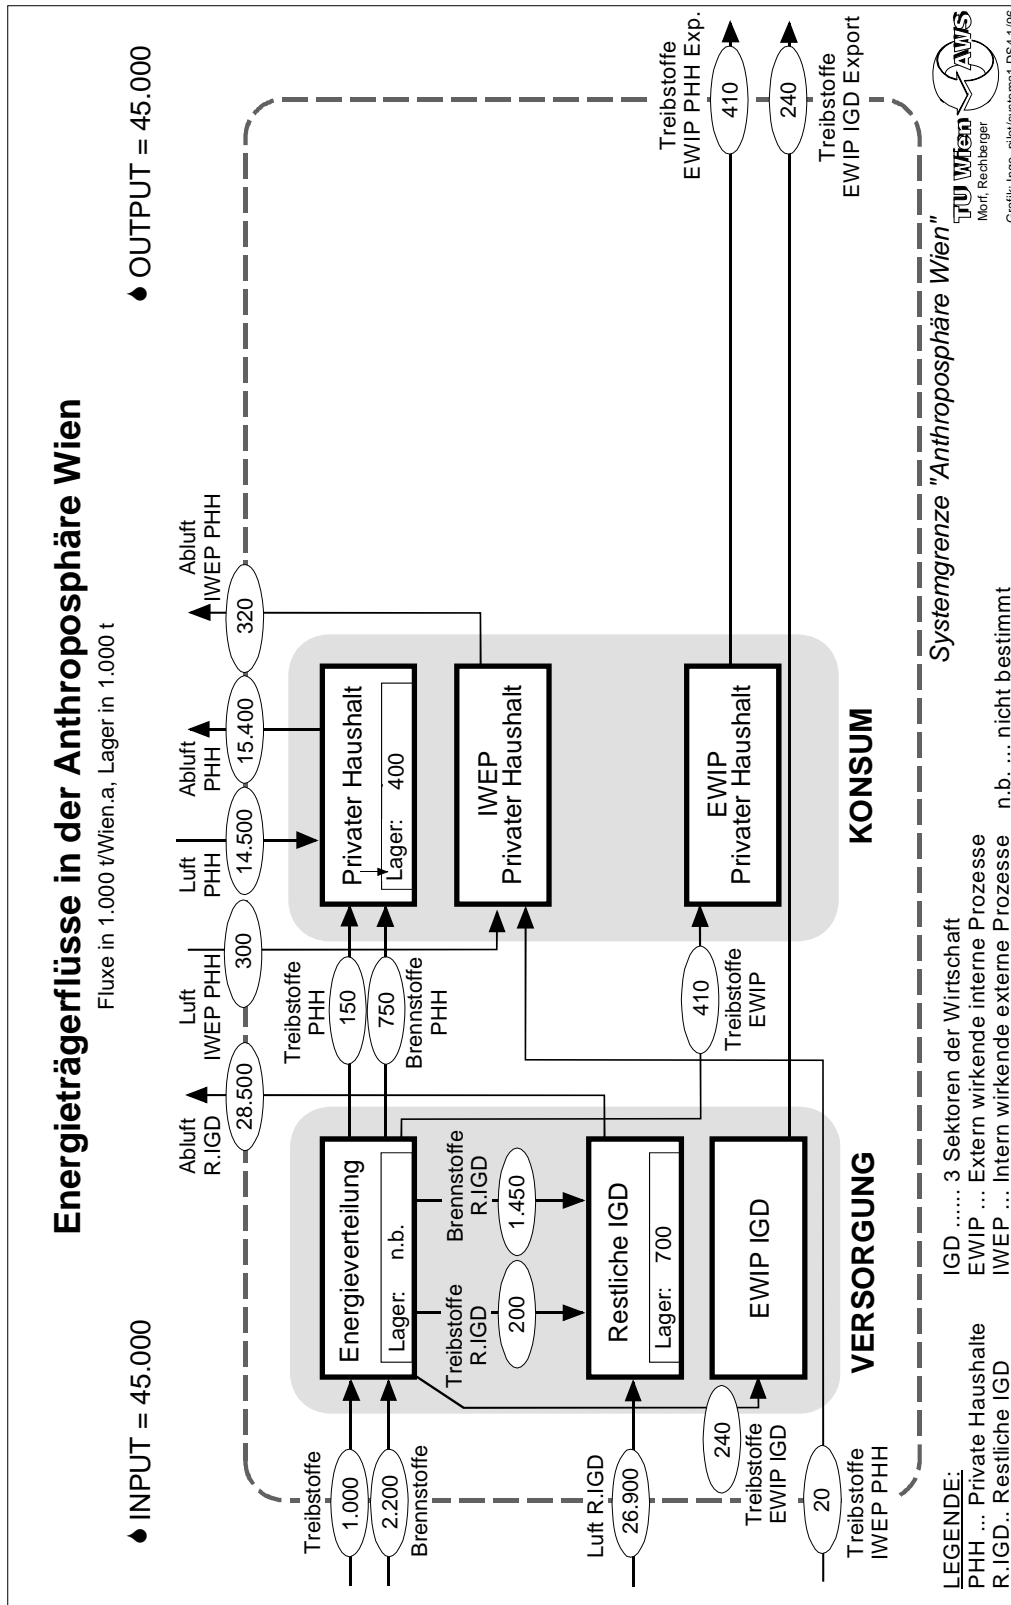 Energieträgerflüsse in der Anthroposphäre Wien
Fluxe in 1.000 t/Wien.a, Lager in 1.000 t
INPUT = 45.000
OUTPUT = 45.000
Abluft
R.IGD
28.500
Luft
IWEP PHH
300
Luft
PHH
14.500
Abluft
PHH
15.400
Abluft
IWEP PHH
320
Treibstoffe
1.000
2.200
Brennstoffe
Energieverteilung
Lager: n.b.
Treibstoffe
PHH
150
750
Brennstoffe
PHH
Privater Haushalt
Lager: 400
Treibstoffe
R.IGD
200
Brennstoffe
R.IGD
1.450
IWEP
Privater Haushalt
Luft R.IGD
26.900
Restliche IGD
Lager: 700
410
Treibstoffe
EWIP
EWIP
Privater Haushalt
Treibstoffe
EWIP PHH Exp.
410
240
Treibstoffe
EWIP IGD
EWIP IGD
240
Treibstoffe
EWIP IGD Export
20
Treibstoffe
IWEP PHH
VERSORGUNG
KONSUM
Systemgrenze "Anthroposphäre Wien"
LEGENDE:
PHH ... Private Haushalte
R.IGD.. Restliche IGD
IGD ...... 3 Sektoren der Wirtschaft
EWIP ... Extern wirkende interne Prozesse
IWEP ... Intern wirkende externe Prozesse
n.b. ... nicht bestimmt
TU Wien AWS
Morf, Rechberger